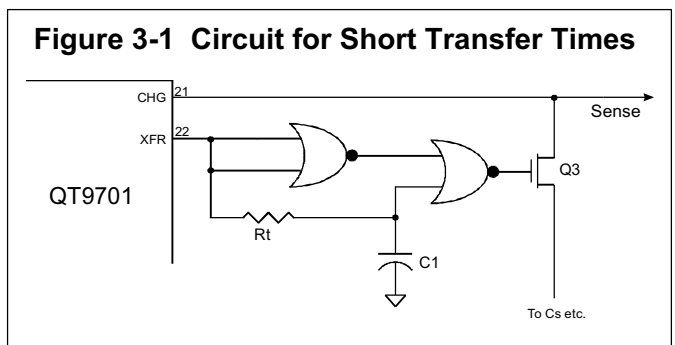 Figure 3-1 Circuit for Short Transfer Times
CHG
21
Sense
XFR
22
Q3
QT9701
Rt
C1
To Cs etc.